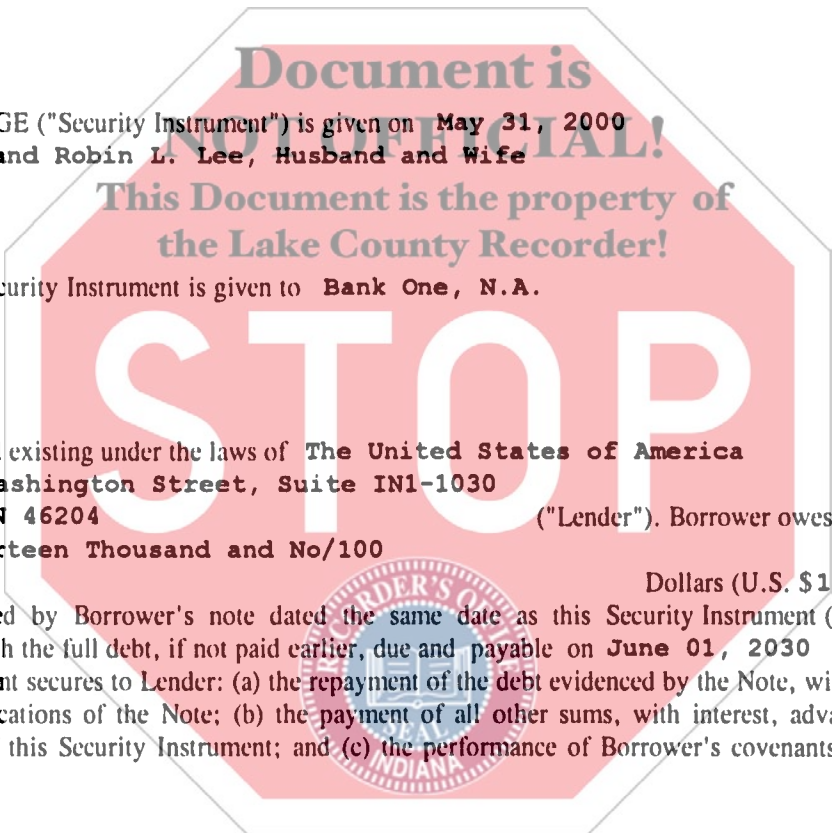 Document is
GE ("Security Instrument") is given on May 31, 2000
NOT OFFICIAL!
and Robin L. Lee, Husband and Wife
This Document is the property of
the Lake County Recorder!
curity Instrument is given to Bank One, N.A.
STOP
existing under the laws of The United States of America
ashington Street, Suite IN1-1030
N 46204 ("Lender"). Borrower owes
rteen Thousand and No/100
Dollars (U.S. $1
ed by Borrower's note dated the same date as this Security Instrument (
h the full debt, if not paid earlier, due and payable on June 01, 2030
nt secures to Lender: (a) the repayment of the debt evidenced by the Note, wi
cations of the Note; (b) the payment of all other sums, with interest, adva
this Security Instrument; and (c) the performance of Borrower's covenants
RECORDER'S OFFICE
SEAL
INDIANA